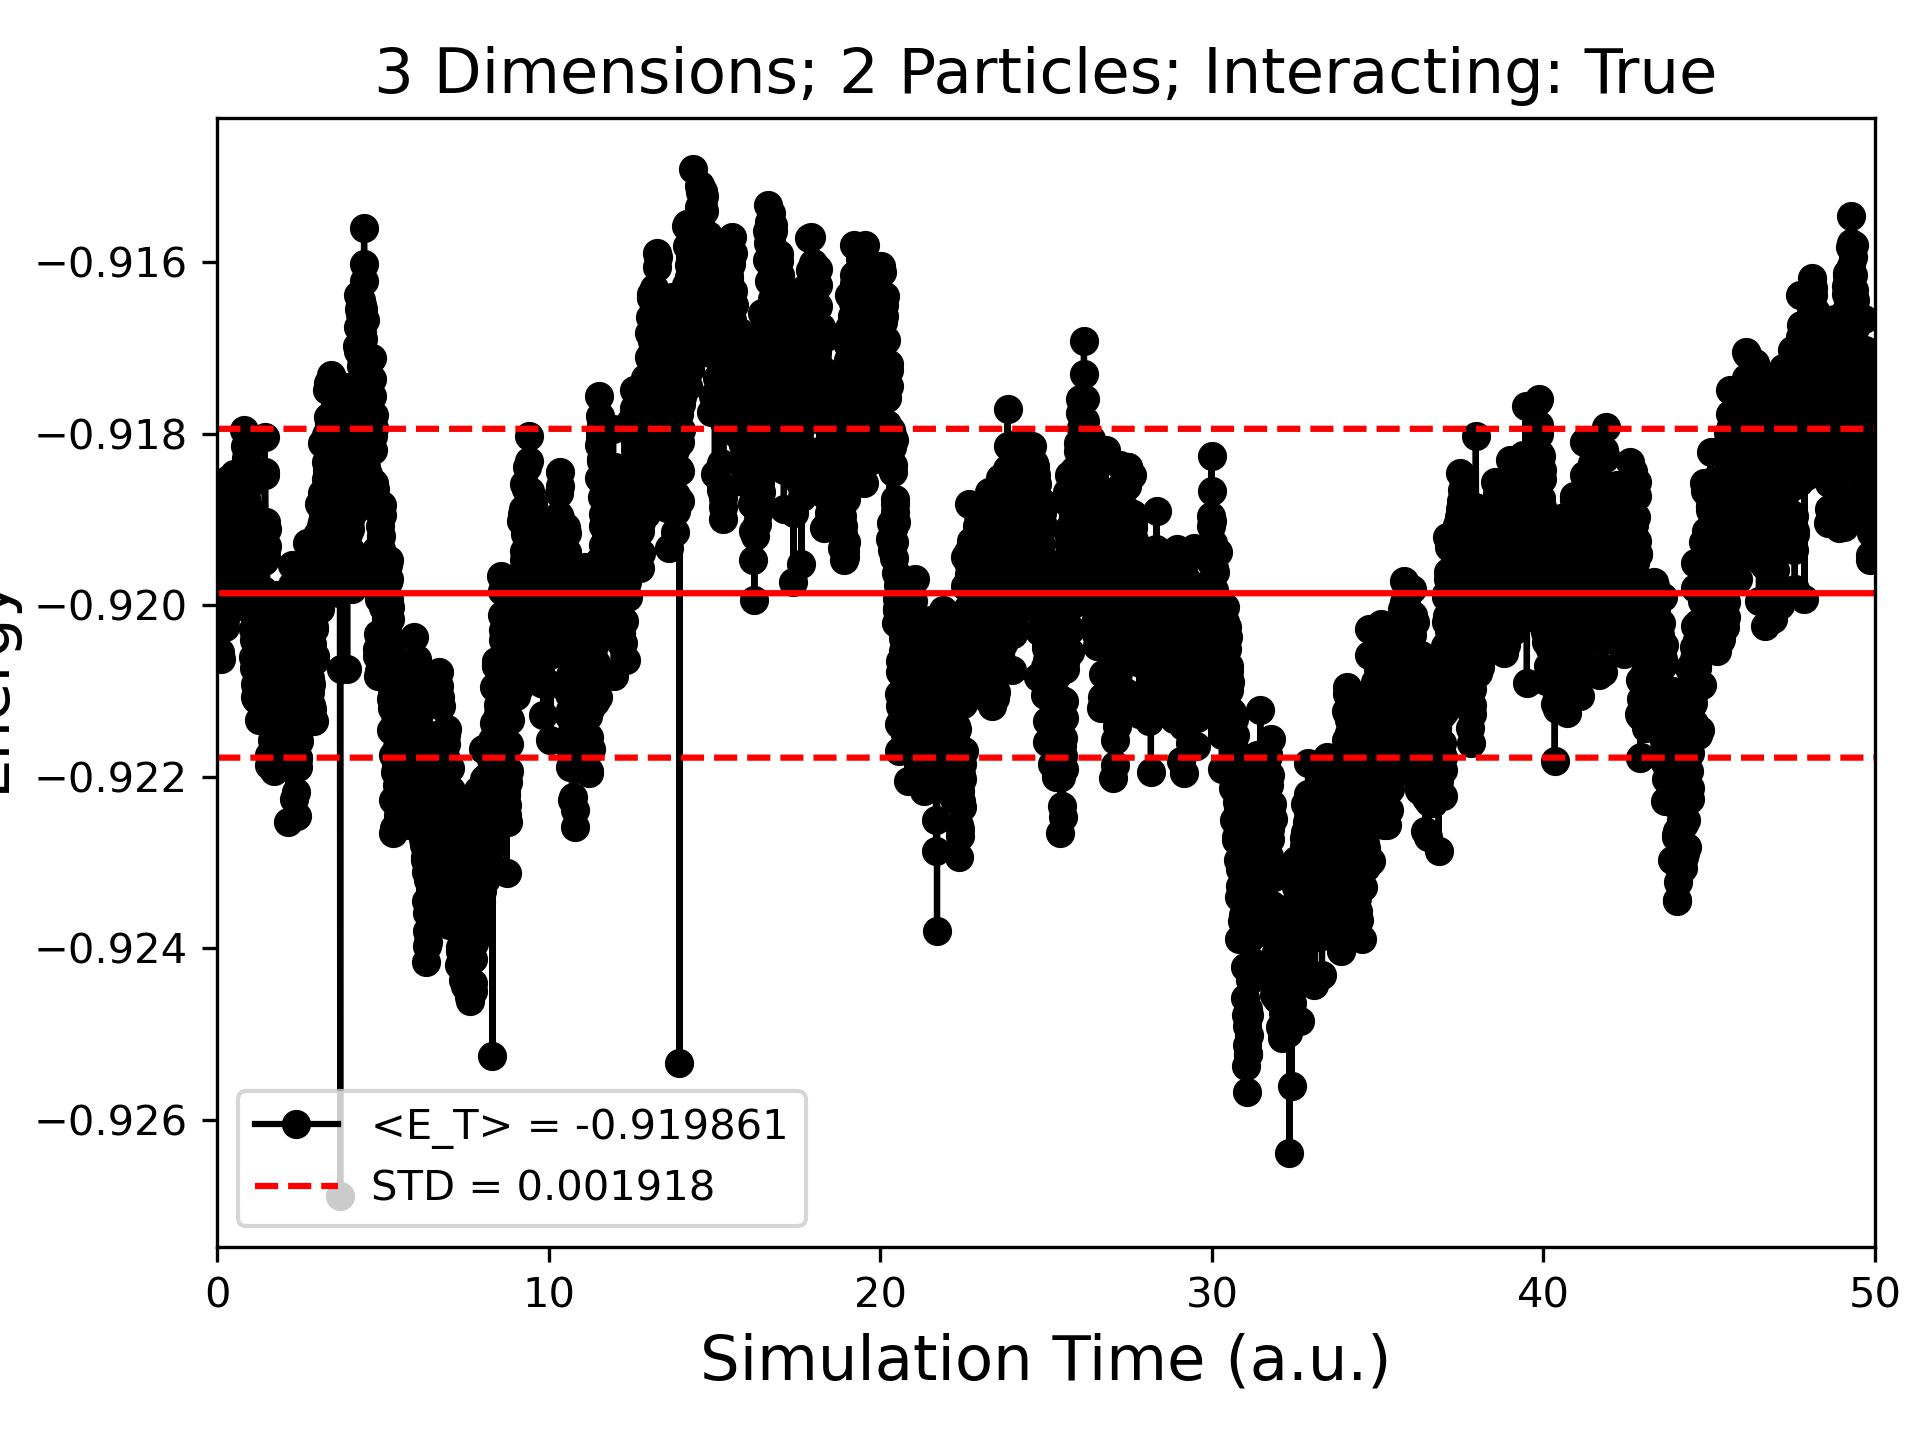 3 Dimensions; 2 Particles; Interacting: True
Energy
−0.916
−0.918
−0.920
−0.922
−0.924
−0.926
<E_T> = -0.919861
STD = 0.001918
0 10 20 30 40 50
Simulation Time (a.u.)